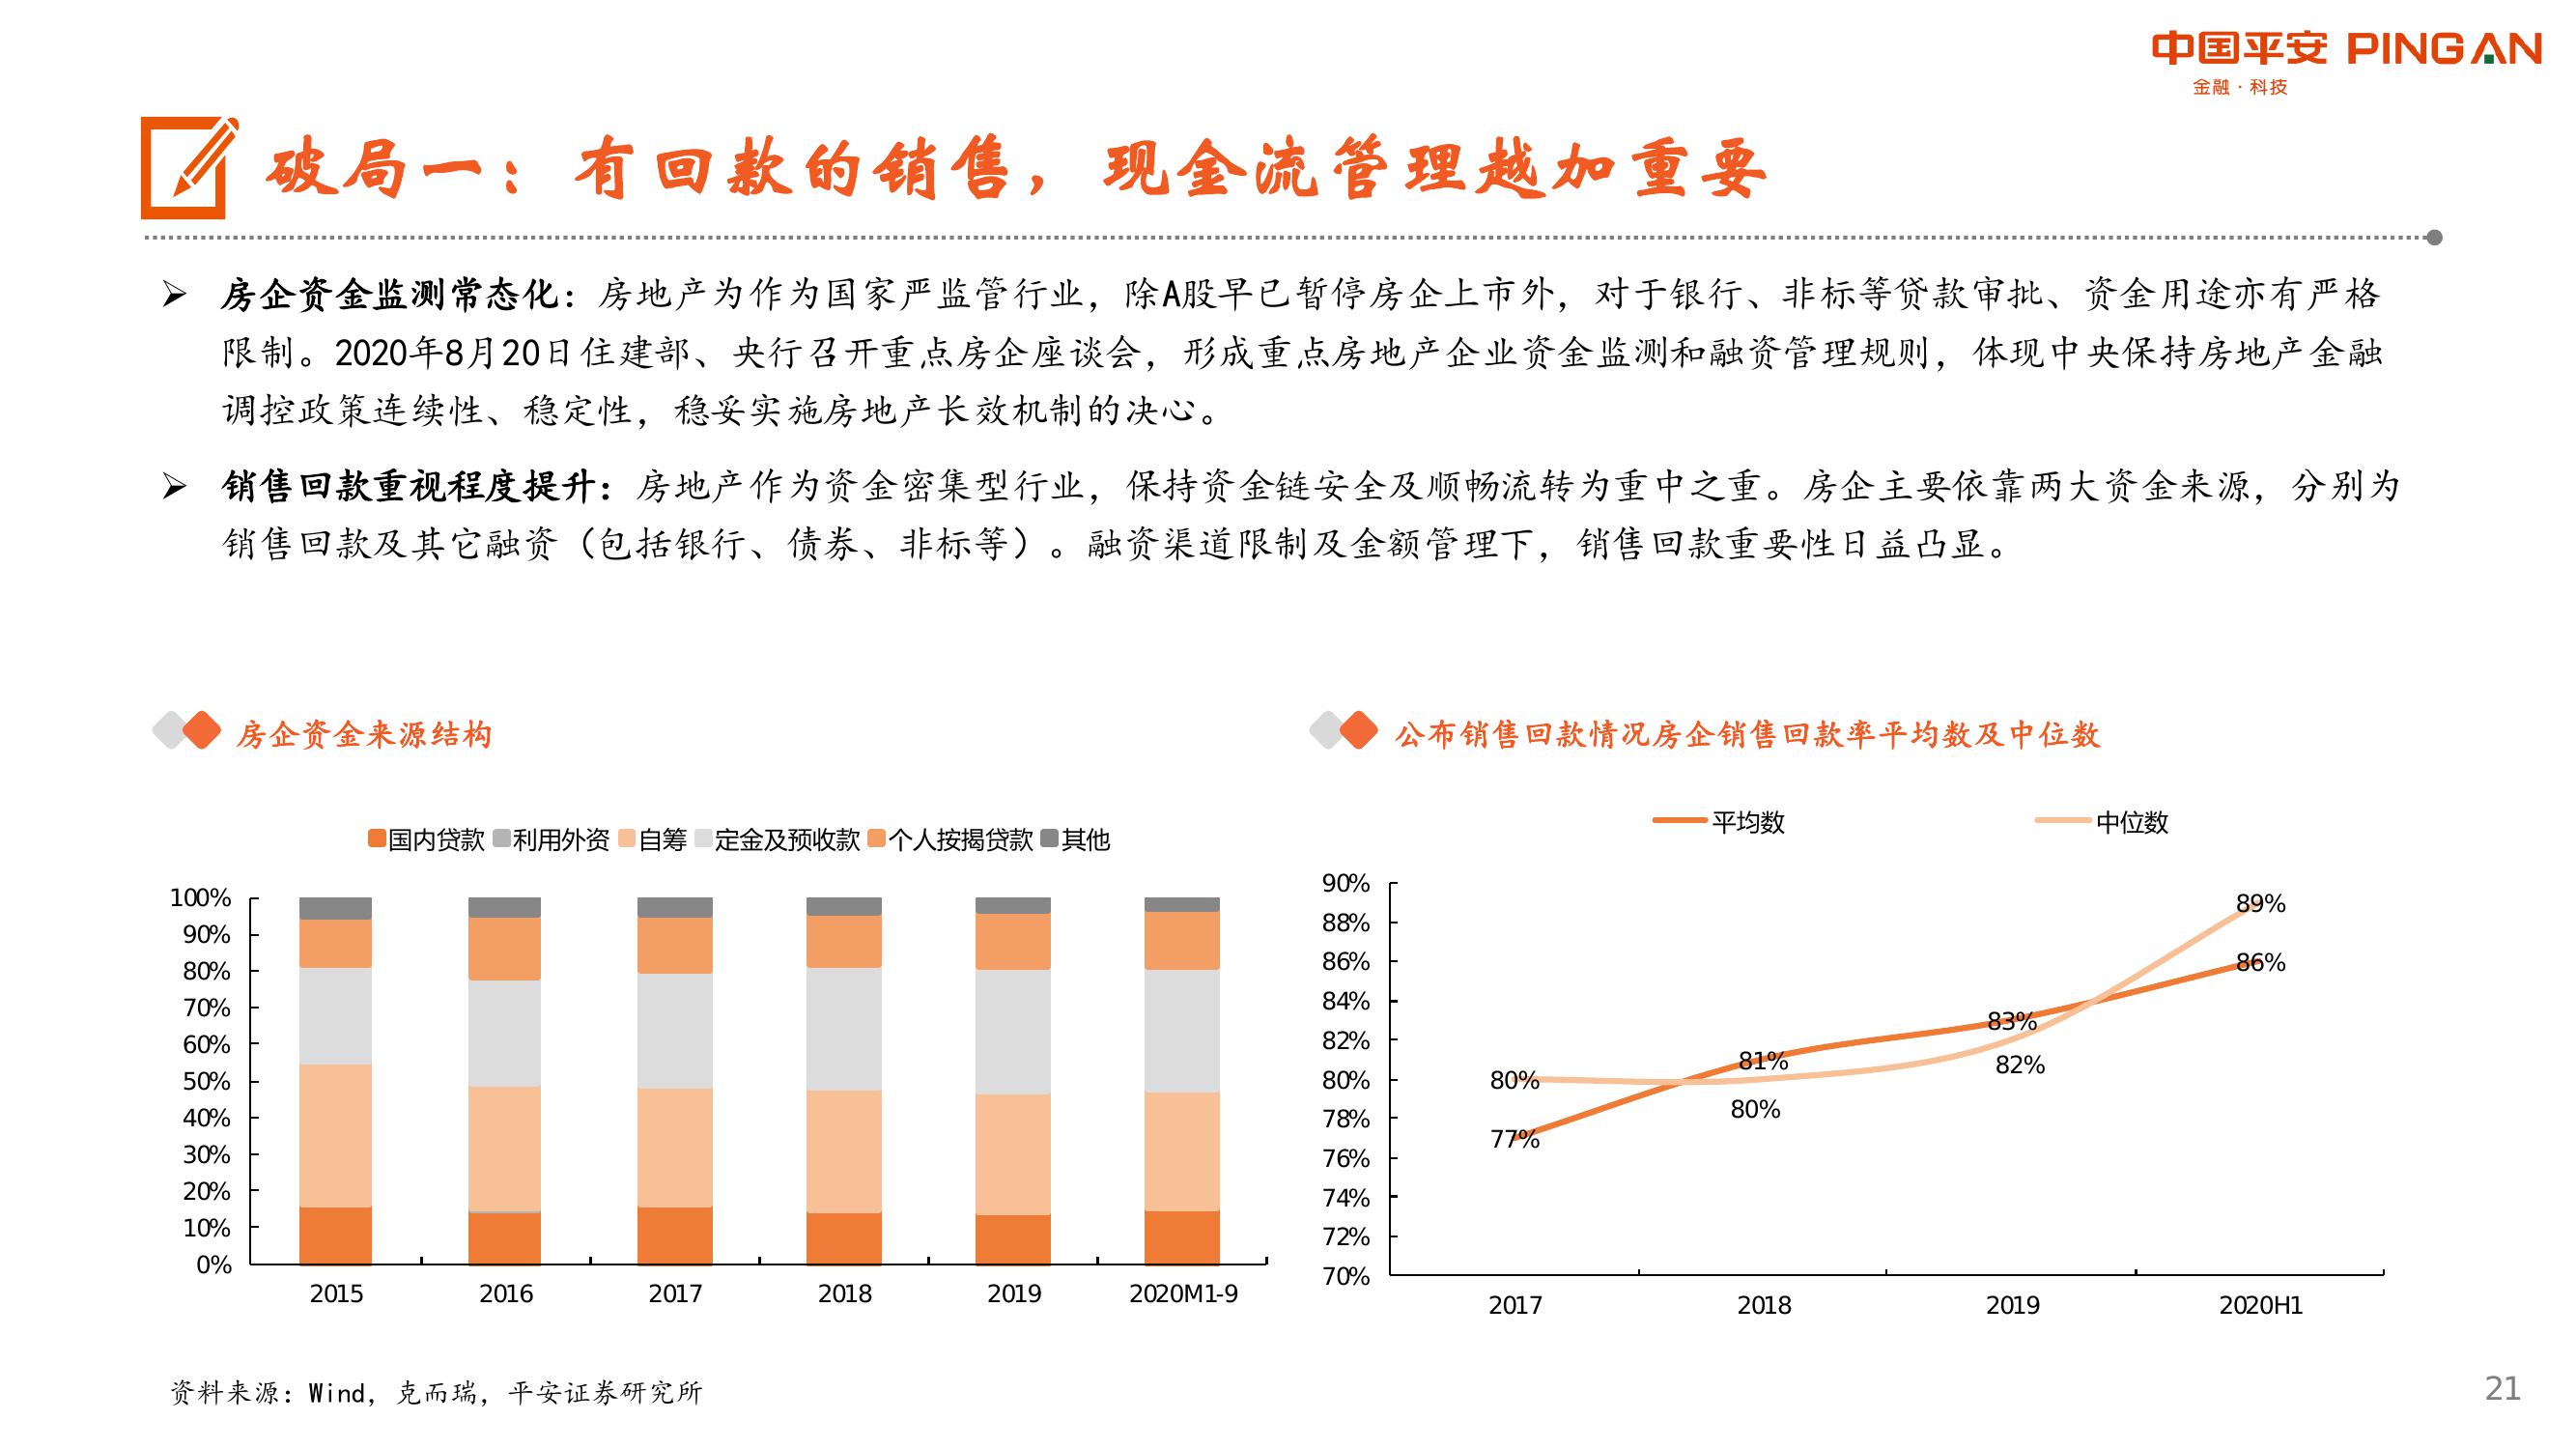 中国平安 PINGAN
金融·科技
破局一：有回款的销售，现金流管理越加重要
房企资金监测常态化：房地产为作为国家严监管行业，除A股早已暂停房企上市外，对于银行、非标等贷款审批、资金用途亦有严格
限制。2020年8月20日住建部、央行召开重点房企座谈会，形成重点房地产企业资金监测和融资管理规则，体现中央保持房地产金融
调控政策连续性、稳定性，稳妥实施房地产长效机制的决心。
销售回款重视程度提升：房地产作为资金密集型行业，保持资金链安全及顺畅流转为重中之重。房企主要依靠两大资金来源，分别为
销售回款及其它融资（包括银行、债券、非标等）。融资渠道限制及金额管理下，销售回款重要性日益凸显。
房企资金来源结构
国内贷款 利用外资 自筹 定金及预收款 个人按揭贷款 其他
100%
90%
80%
70%
60%
50%
40%
30%
20%
10%
0%
2015 2016 2017 2018 2019 2020M1-9
公布销售回款情况房企销售回款率平均数及中位数
平均数 中位数
90%
88%
86%
84%
82%
80%
78%
76%
74%
72%
70%
89%
86%
83%
82%
81%
80%
80%
77%
2017 2018 2019 2020H1
资料来源：Wind，克而瑞，平安证券研究所
21